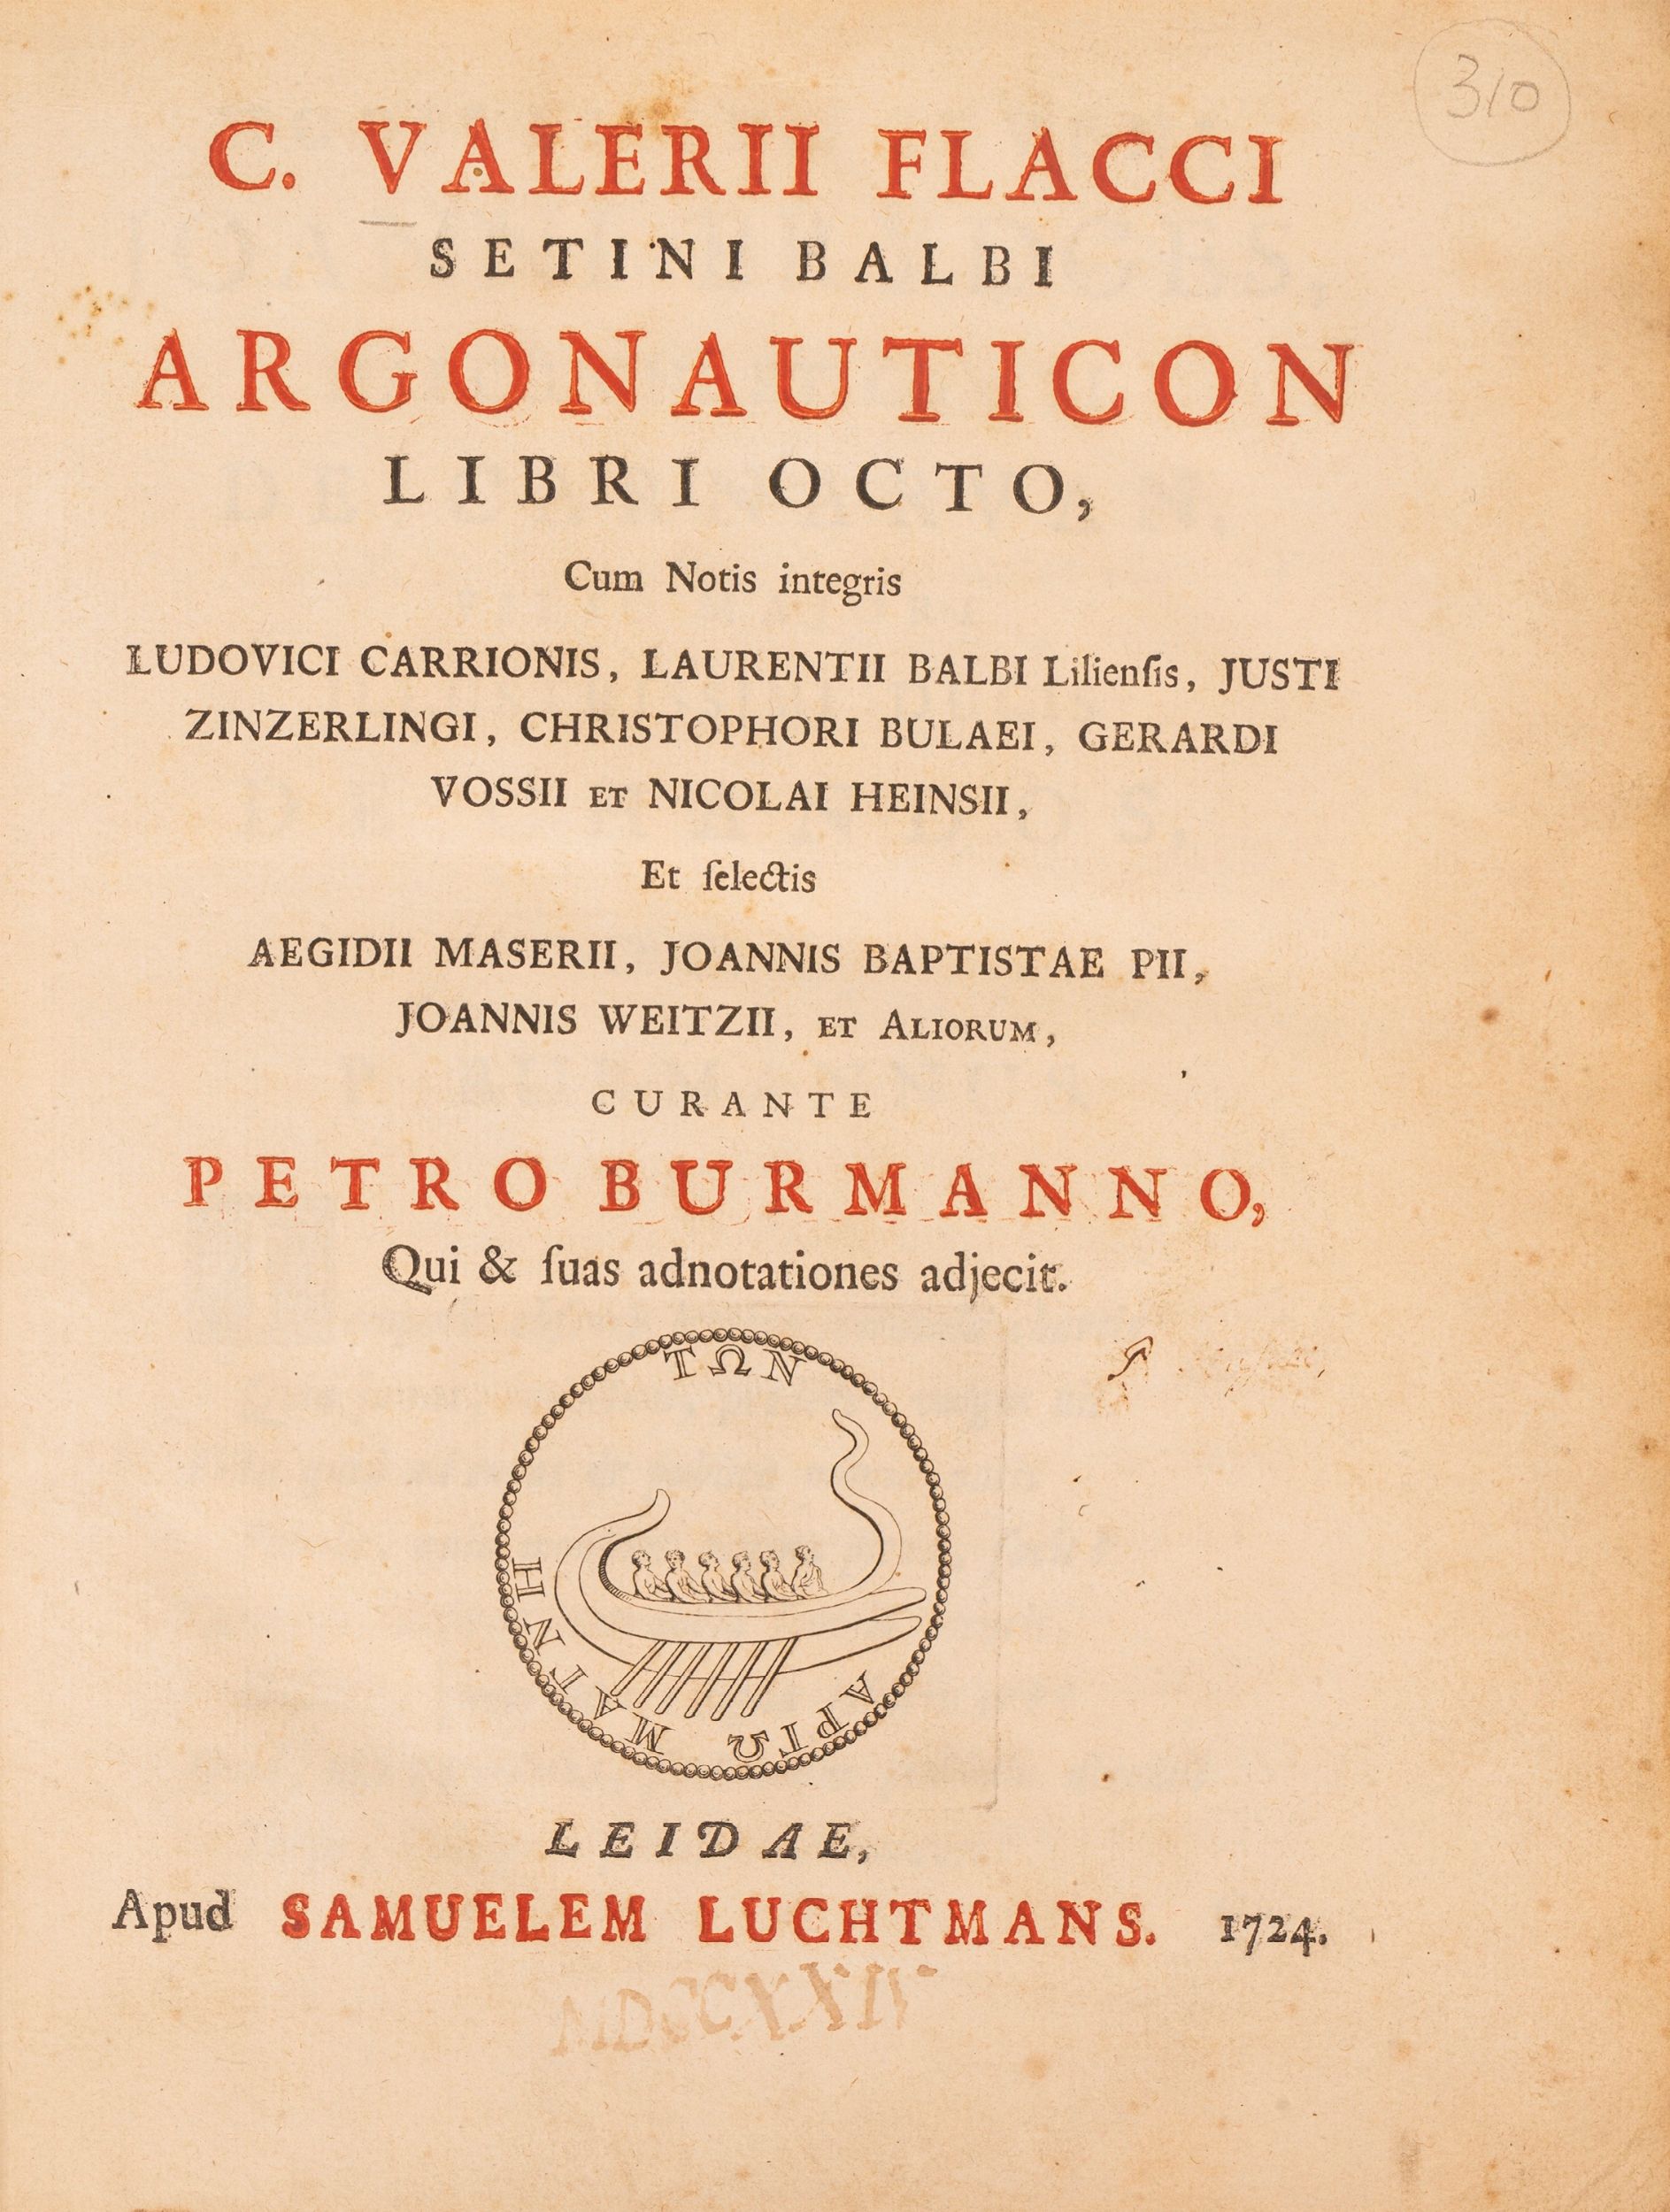 310
C. VALERII FLACCI
SETINI BALBI
ARGONAUTICON
LIBRI OCTO,
Cum Notis integris
LUDOVICI CARRIONIS, LAURENTII BALBI Lilienſis, JUSTI
ZINZERLINGI, CHRISTOPHORI BULAEI, GERARDI
VOSSII ET NICOLAI HEINSII,
Et ſelectis
AEGIDII MASERII, JOANNIS BAPTISTAE PII,
JOANNIS WEITZII, ET ALIORUM,
CURANTE
PETRO BURMANNO,
Qui & ſuas adnotationes adjecit.
ΤΩΝ
ΜΑΓΝΗ
ΑΡΓΩ
LEIDAE,
Apud SAMUELEM LUCHTMANS. 1724.
MDCCXXIV